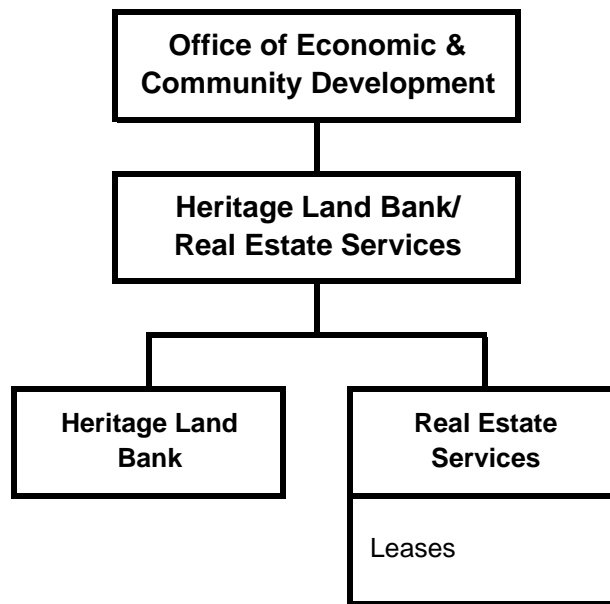 Office of Economic &
Community Development
Heritage Land Bank/
Real Estate Services
Heritage Land
Bank
Real Estate
Services
Leases